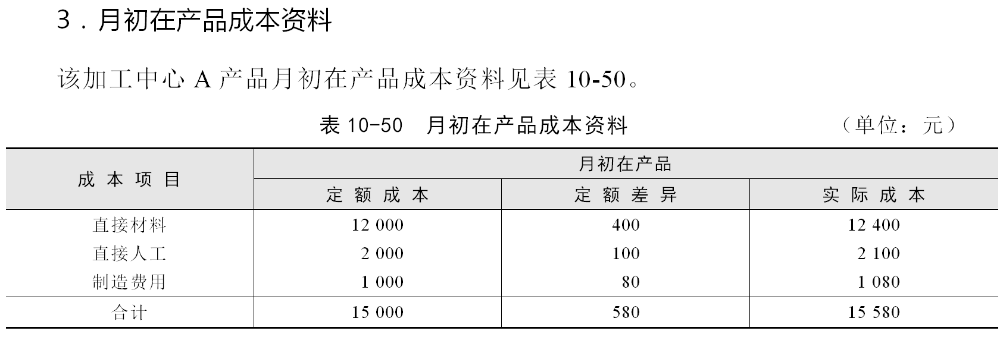 3．月初在产品成本资料
该加工中心 A 产品月初在产品成本资料见表 10-50。
表 10-50 月初在产品成本资料 （单位：元）
成本项目 月初在产品
定额成本 定额差异 实际成本
直接材料 12 000 400 12 400
直接人工 2 000 100 2 100
制造费用 1 000 80 1 080
合计 15 000 580 15 580